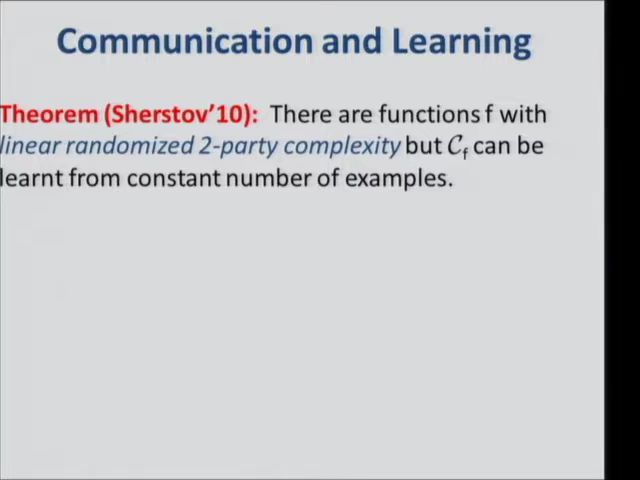 Communication and Learning
Theorem (Sherstov'10): There are functions f with
linear randomized 2-party complexity but 𝒞f can be
learnt from constant number of examples.